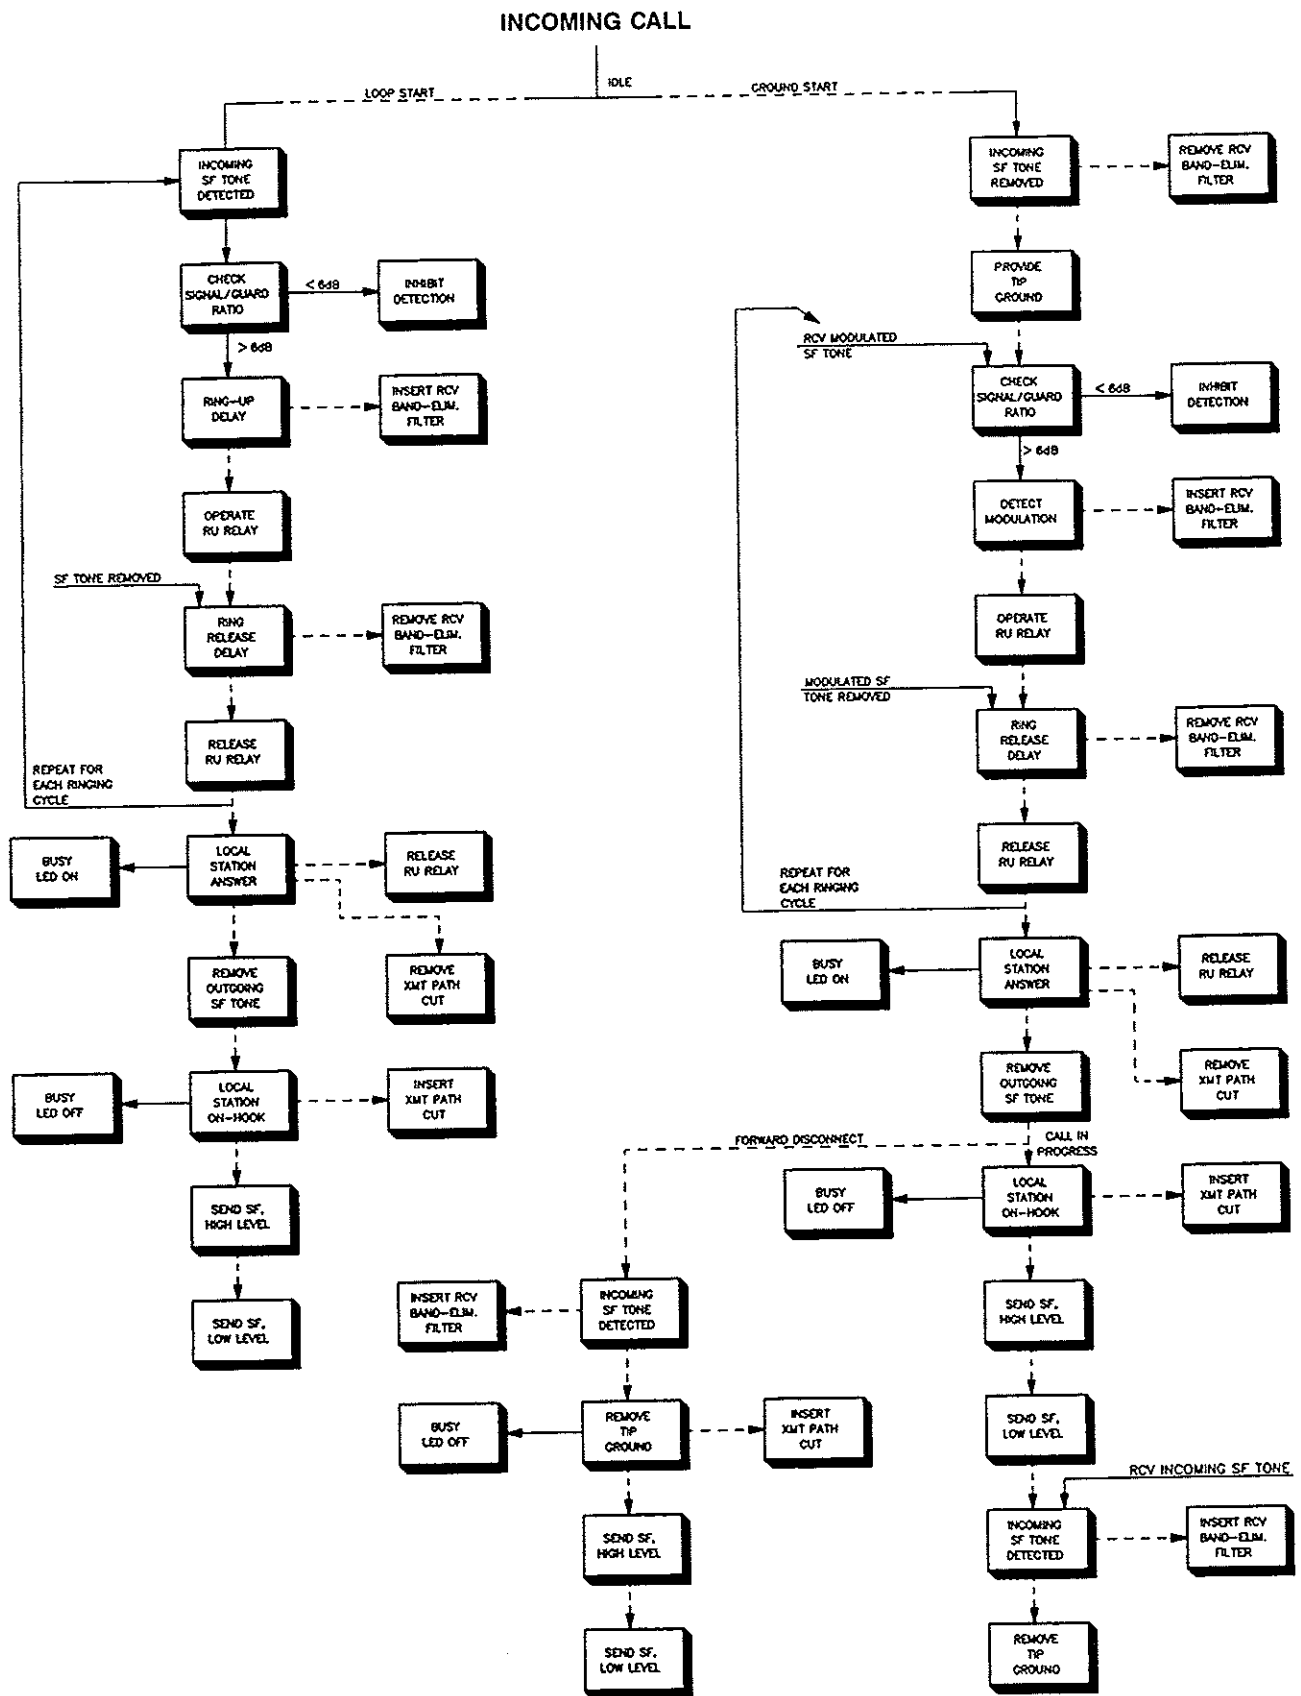 INCOMING CALL
IDLE
LOOP START
GROUND START
INCOMING
SF TONE
DETECTED
CHECK
SIGNAL/GUARD
RATIO
< 6dB
INHIBIT
DETECTION
> 6dB
RING-UP
DELAY
INSERT RCV
BAND-ELIM.
FILTER
OPERATE
RU RELAY
SF TONE REMOVED
RING
RELEASE
DELAY
REMOVE RCV
BAND-ELIM.
FILTER
RELEASE
RU RELAY
REPEAT FOR
EACH RINGING
CYCLE
BUSY
LED ON
LOCAL
STATION
ANSWER
RELEASE
RU RELAY
REMOVE
OUTGOING
SF TONE
REMOVE
XMT PATH
CUT
BUSY
LED OFF
LOCAL
STATION
ON-HOOK
INSERT
XMT PATH
CUT
SEND SF,
HIGH LEVEL
SEND SF,
LOW LEVEL
INCOMING
SF TONE
REMOVED
REMOVE RCV
BAND-ELIM.
FILTER
PROVIDE
TIP
GROUND
RCV MODULATED
SF TONE
CHECK
SIGNAL/GUARD
RATIO
< 6dB
INHIBIT
DETECTION
> 6dB
DETECT
MODULATION
INSERT RCV
BAND-ELIM.
FILTER
OPERATE
RU RELAY
MODULATED SF
TONE REMOVED
RING
RELEASE
DELAY
REMOVE RCV
BAND-ELIM.
FILTER
RELEASE
RU RELAY
REPEAT FOR
EACH RINGING
CYCLE
BUSY
LED ON
LOCAL
STATION
ANSWER
RELEASE
RU RELAY
REMOVE
OUTGOING
SF TONE
REMOVE
XMT PATH
CUT
FORWARD DISCONNECT
CALL IN
PROGRESS
BUSY
LED OFF
LOCAL
STATION
ON-HOOK
INSERT
XMT PATH
CUT
INSERT RCV
BAND-ELIM.
FILTER
INCOMING
SF TONE
DETECTED
SEND SF,
HIGH LEVEL
BUSY
LED OFF
REMOVE
TIP
GROUND
INSERT
XMT PATH
CUT
SEND SF,
LOW LEVEL
RCV INCOMING SF TONE
SEND SF,
HIGH LEVEL
INCOMING
SF TONE
DETECTED
INSERT RCV
BAND-ELIM.
FILTER
SEND SF,
LOW LEVEL
REMOVE
TIP
GROUND